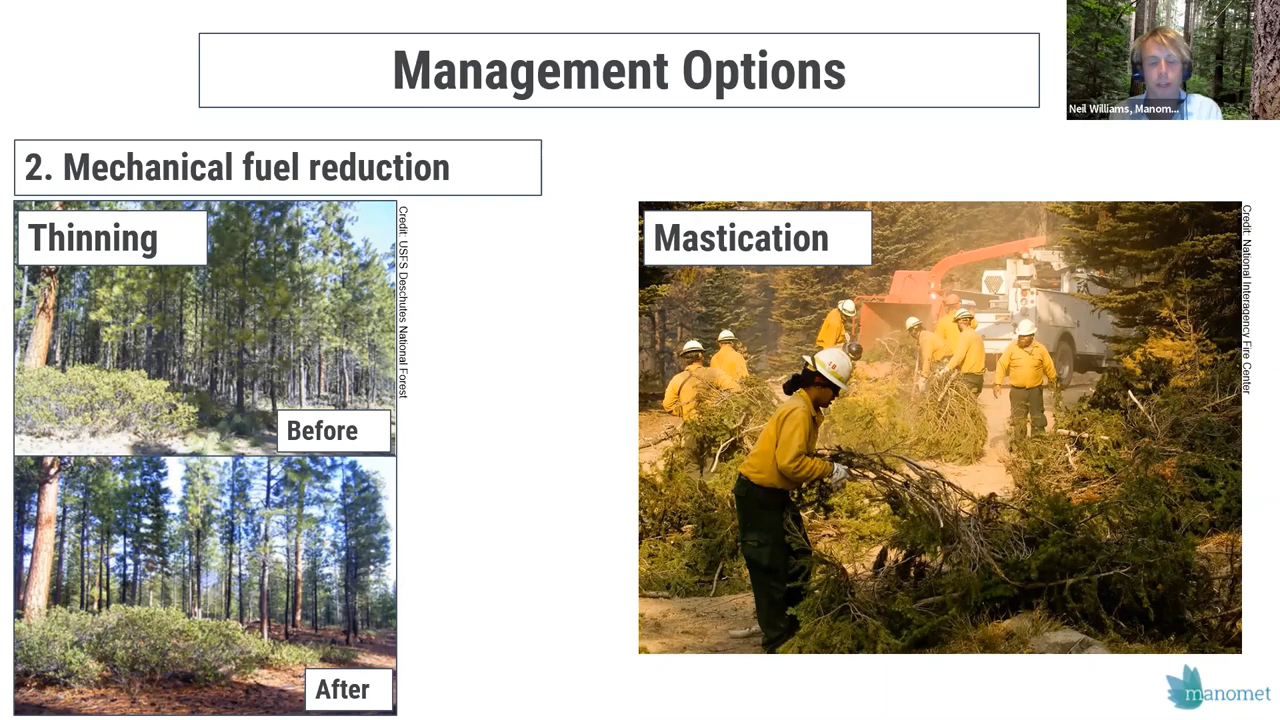 Management Options
Neil Williams, Manom...
2. Mechanical fuel reduction
Thinning
Credit: USFS Deschutes National Forest
Before
After
Mastication
Credit: National Interagency Fire Center
manomet